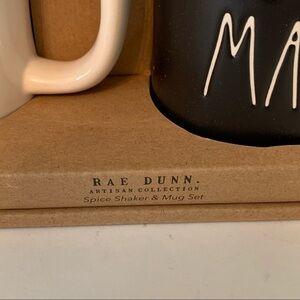 MA
RAE DUNN.
ARTISAN COLLECTION
Spice Shaker & Mug Set